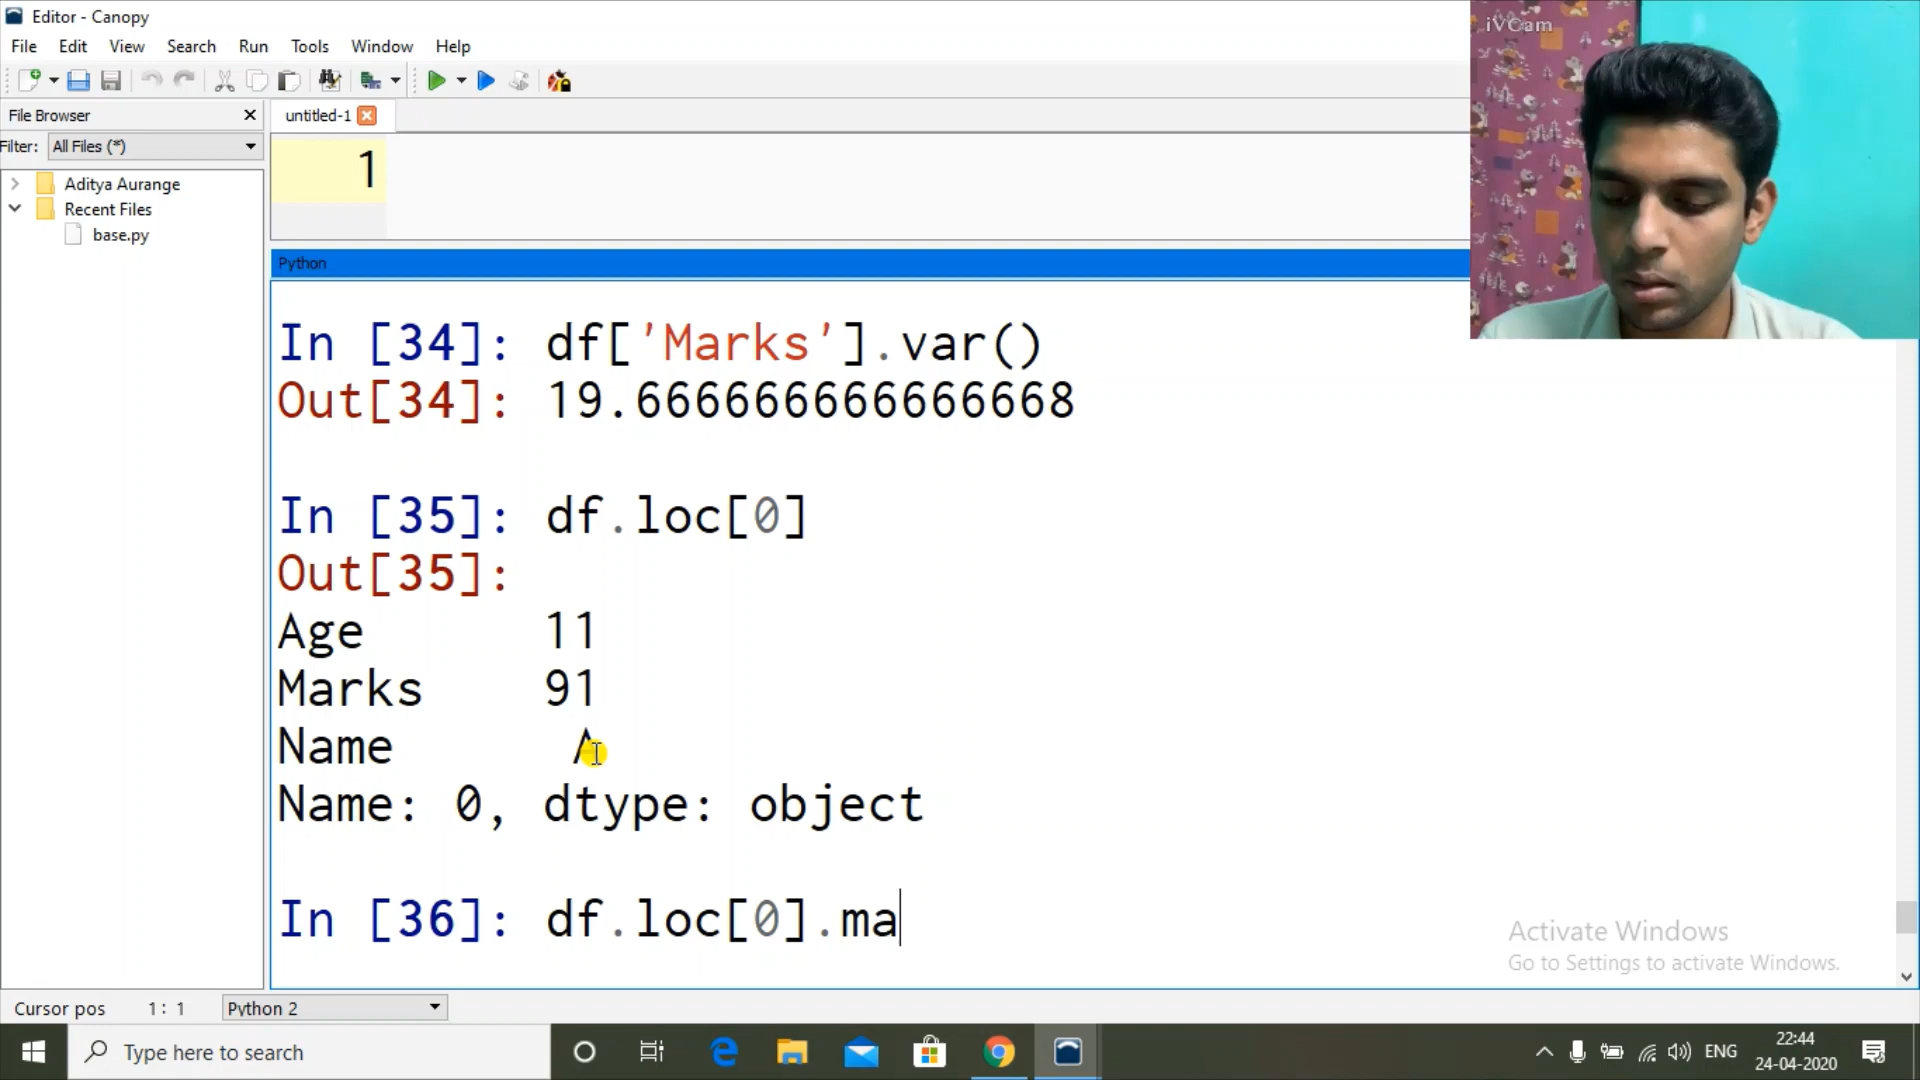 Editor - Canopy
File Edit View Search Run Tools Window Help
iVCam
File Browser
untitled-1
Filter: All Files (*)
1
Aditya Aurange
Recent Files
base.py
Python
In [34]: df['Marks'].var()
Out[34]: 19.666666666666668
In [35]: df.loc[0]
Out[35]:
Age 11
Marks 91
Name A
Name: 0, dtype: object
In [36]: df.loc[0].ma
Activate Windows
Go to Settings to activate Windows.
Cursor pos 1: 1 Python 2
Type here to search
ENG
22:44
24-04-2020